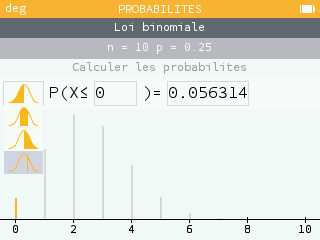 deg PROBABILITES
Loi binomiale
n = 10 p = 0.25
Calculer les probabilites
P(X≤ 0 )= 0.056314
0 2 4 6 8 10